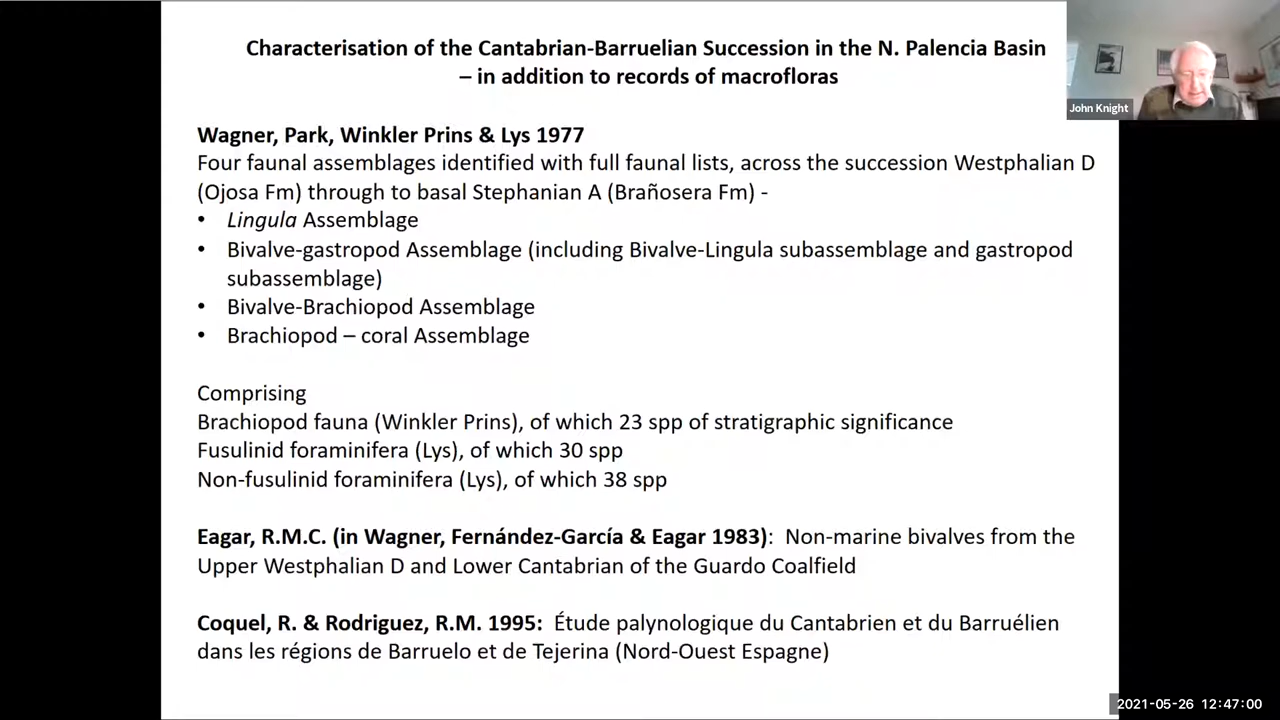 Characterisation of the Cantabrian-Barruelian Succession in the N. Palencia Basin
– in addition to records of macrofloras
John Knight
Wagner, Park, Winkler Prins & Lys 1977
Four faunal assemblages identified with full faunal lists, across the succession Westphalian D
(Ojosa Fm) through to basal Stephanian A (Brañosera Fm) -
• Lingula Assemblage
• Bivalve-gastropod Assemblage (including Bivalve-Lingula subassemblage and gastropod
subassemblage)
• Bivalve-Brachiopod Assemblage
• Brachiopod – coral Assemblage
Comprising
Brachiopod fauna (Winkler Prins), of which 23 spp of stratigraphic significance
Fusulinid foraminifera (Lys), of which 30 spp
Non-fusulinid foraminifera (Lys), of which 38 spp
Eagar, R.M.C. (in Wagner, Fernández-García & Eagar 1983): Non-marine bivalves from the
Upper Westphalian D and Lower Cantabrian of the Guardo Coalfield
Coquel, R. & Rodriguez, R.M. 1995: Étude palynologique du Cantabrien et du Barruélien
dans les régions de Barruelo et de Tejerina (Nord-Ouest Espagne)
2021-05-26 12:47:00